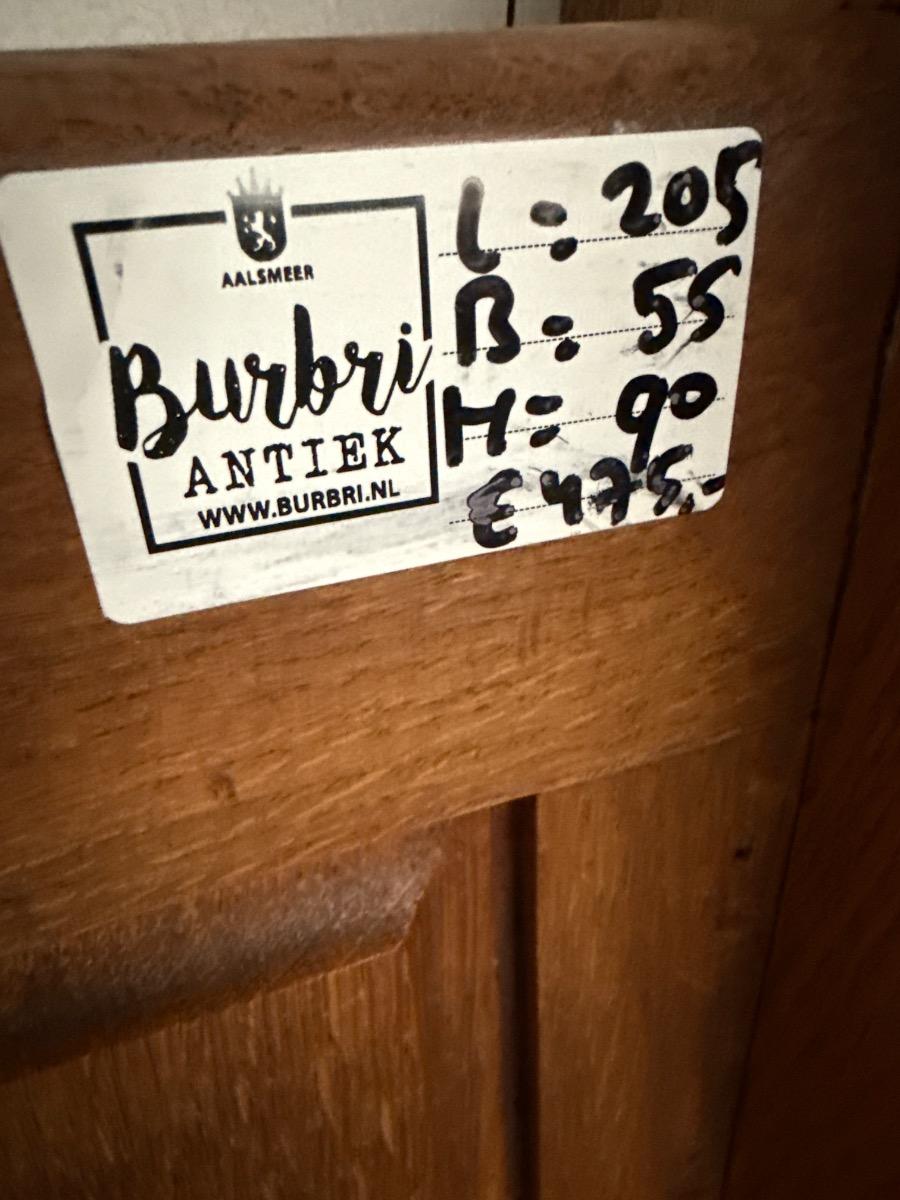 AALSMEER
Burbri
ANTIEK
WWW.BURBRI.NL
L: 205
B: 55
H: 90
€ 475,-